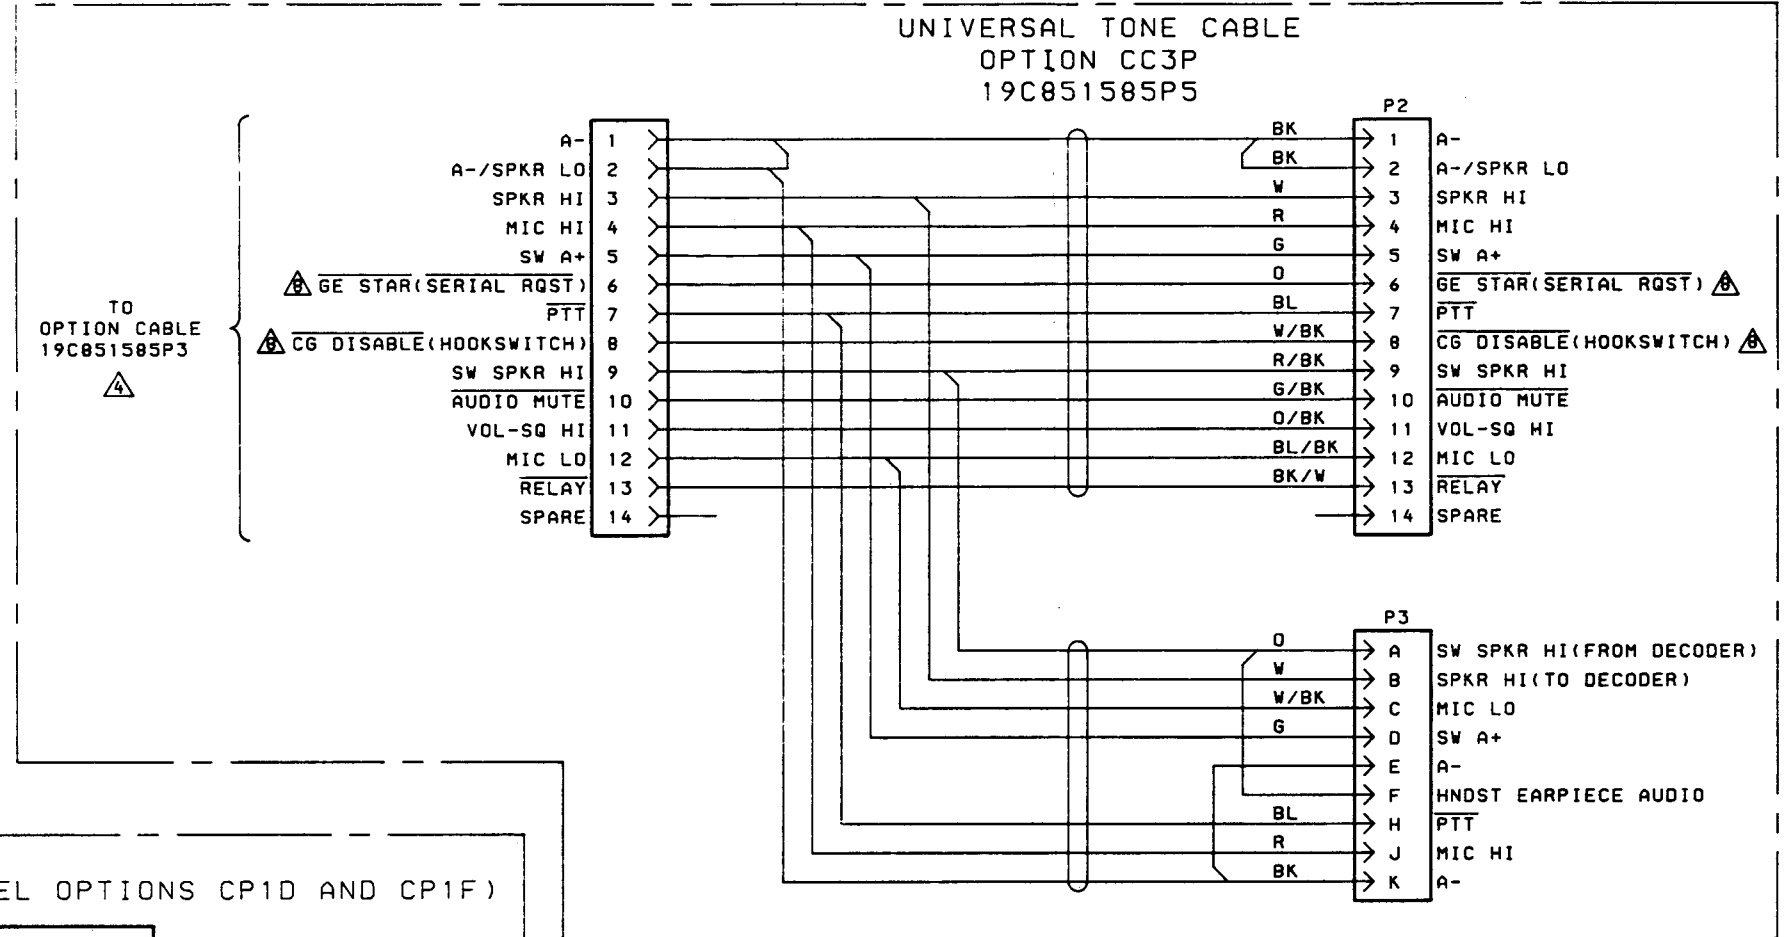 UNIVERSAL TONE CABLE
OPTION CC3P
19C851585P5
TO
OPTION CABLE
19C851585P3
4
A- 1
A-/SPKR LO 2
SPKR HI 3
MIC HI 4
SW A+ 5
8 GE STAR(SERIAL RQST) 6
PTT 7
8 CG DISABLE(HOOKSWITCH) 8
SW SPKR HI 9
AUDIO MUTE 10
VOL-SQ HI 11
MIC LO 12
RELAY 13
SPARE 14
P2
BK 1 A-
BK 2 A-/SPKR LO
W 3 SPKR HI
R 4 MIC HI
G 5 SW A+
O 6 GE STAR(SERIAL RQST) 8
BL 7 PTT
W/BK 8 CG DISABLE(HOOKSWITCH) 8
R/BK 9 SW SPKR HI
G/BK 10 AUDIO MUTE
O/BK 11 VOL-SQ HI
BL/BK 12 MIC LO
BK/W 13 RELAY
14 SPARE
P3
O A SW SPKR HI(FROM DECODER)
W B SPKR HI(TO DECODER)
W/BK C MIC LO
G D SW A+
E A-
F HNDST EARPIECE AUDIO
BL H PTT
R J MIC HI
BK K A-
EL OPTIONS CP1D AND CP1F)